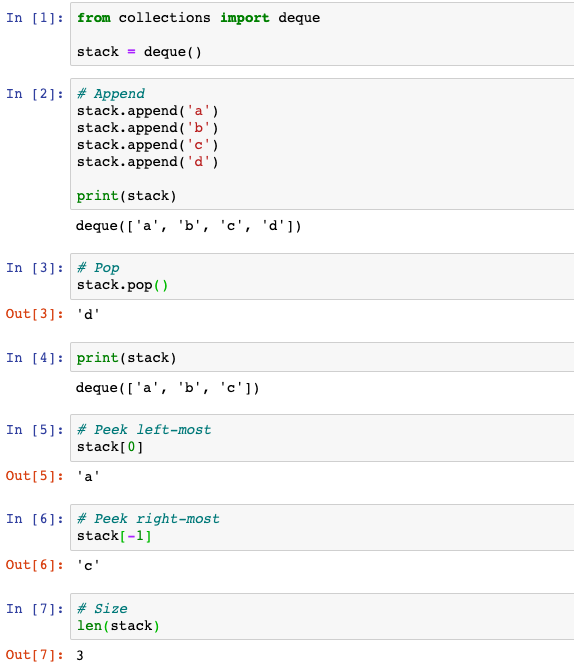 In [1]: from collections import deque
stack = deque()
In [2]: # Append
stack.append('a')
stack.append('b')
stack.append('c')
stack.append('d')
print(stack)
deque(['a', 'b', 'c', 'd'])
In [3]: # Pop
stack.pop()
Out[3]: 'd'
In [4]: print(stack)
deque(['a', 'b', 'c'])
In [5]: # Peek left-most
stack[0]
Out[5]: 'a'
In [6]: # Peek right-most
stack[-1]
Out[6]: 'c'
In [7]: # Size
len(stack)
Out[7]: 3